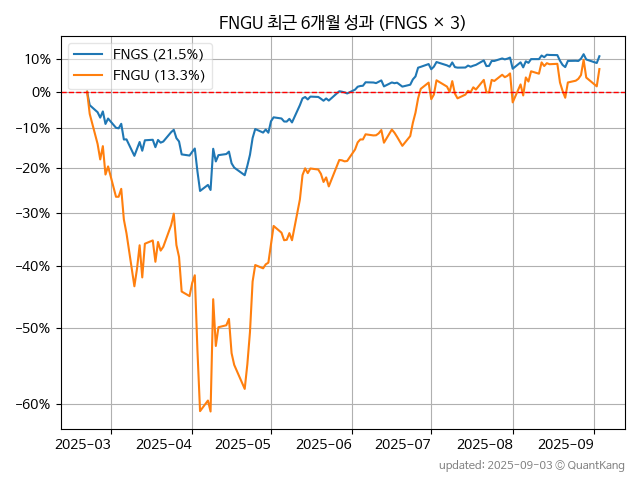 FNGU 최근 6개월 성과 (FNGS × 3)
FNGS (21.5%)
FNGU (13.3%)
10%
0%
−10%
−20%
−30%
−40%
−50%
−60%
2025-03 2025-04 2025-05 2025-06 2025-07 2025-08 2025-09
updated: 2025-09-03 © QuantKang